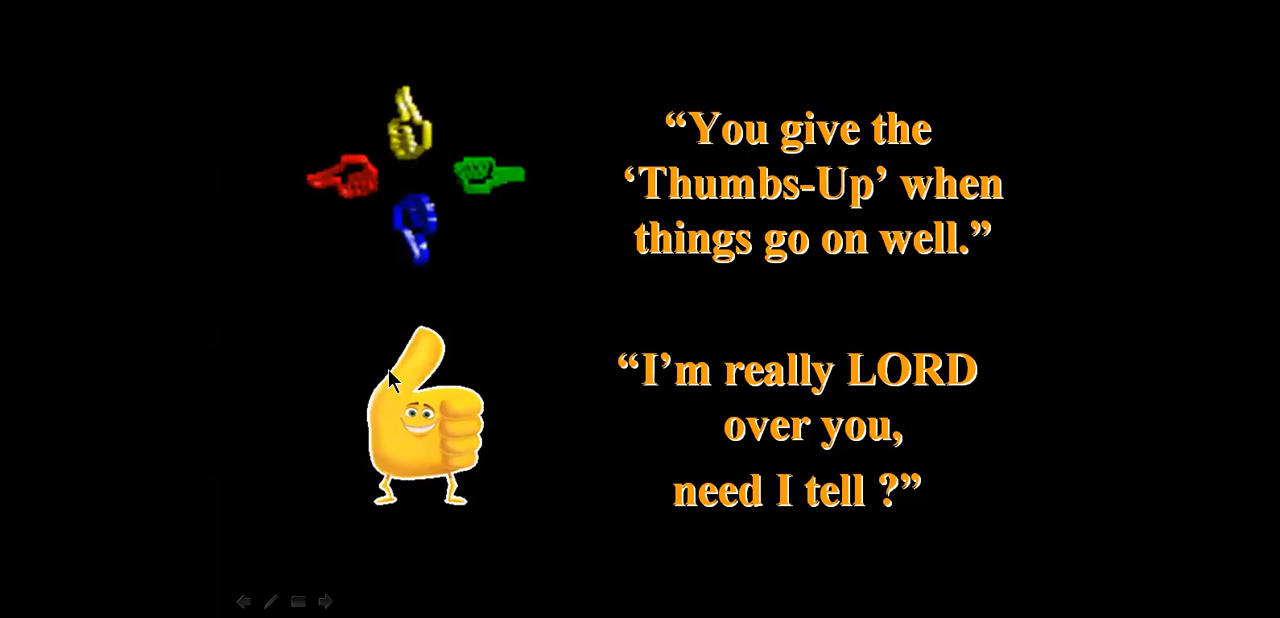 “You give the
‘Thumbs-Up’ when
things go on well.”
“I’m really LORD
over you,
need I tell ?”